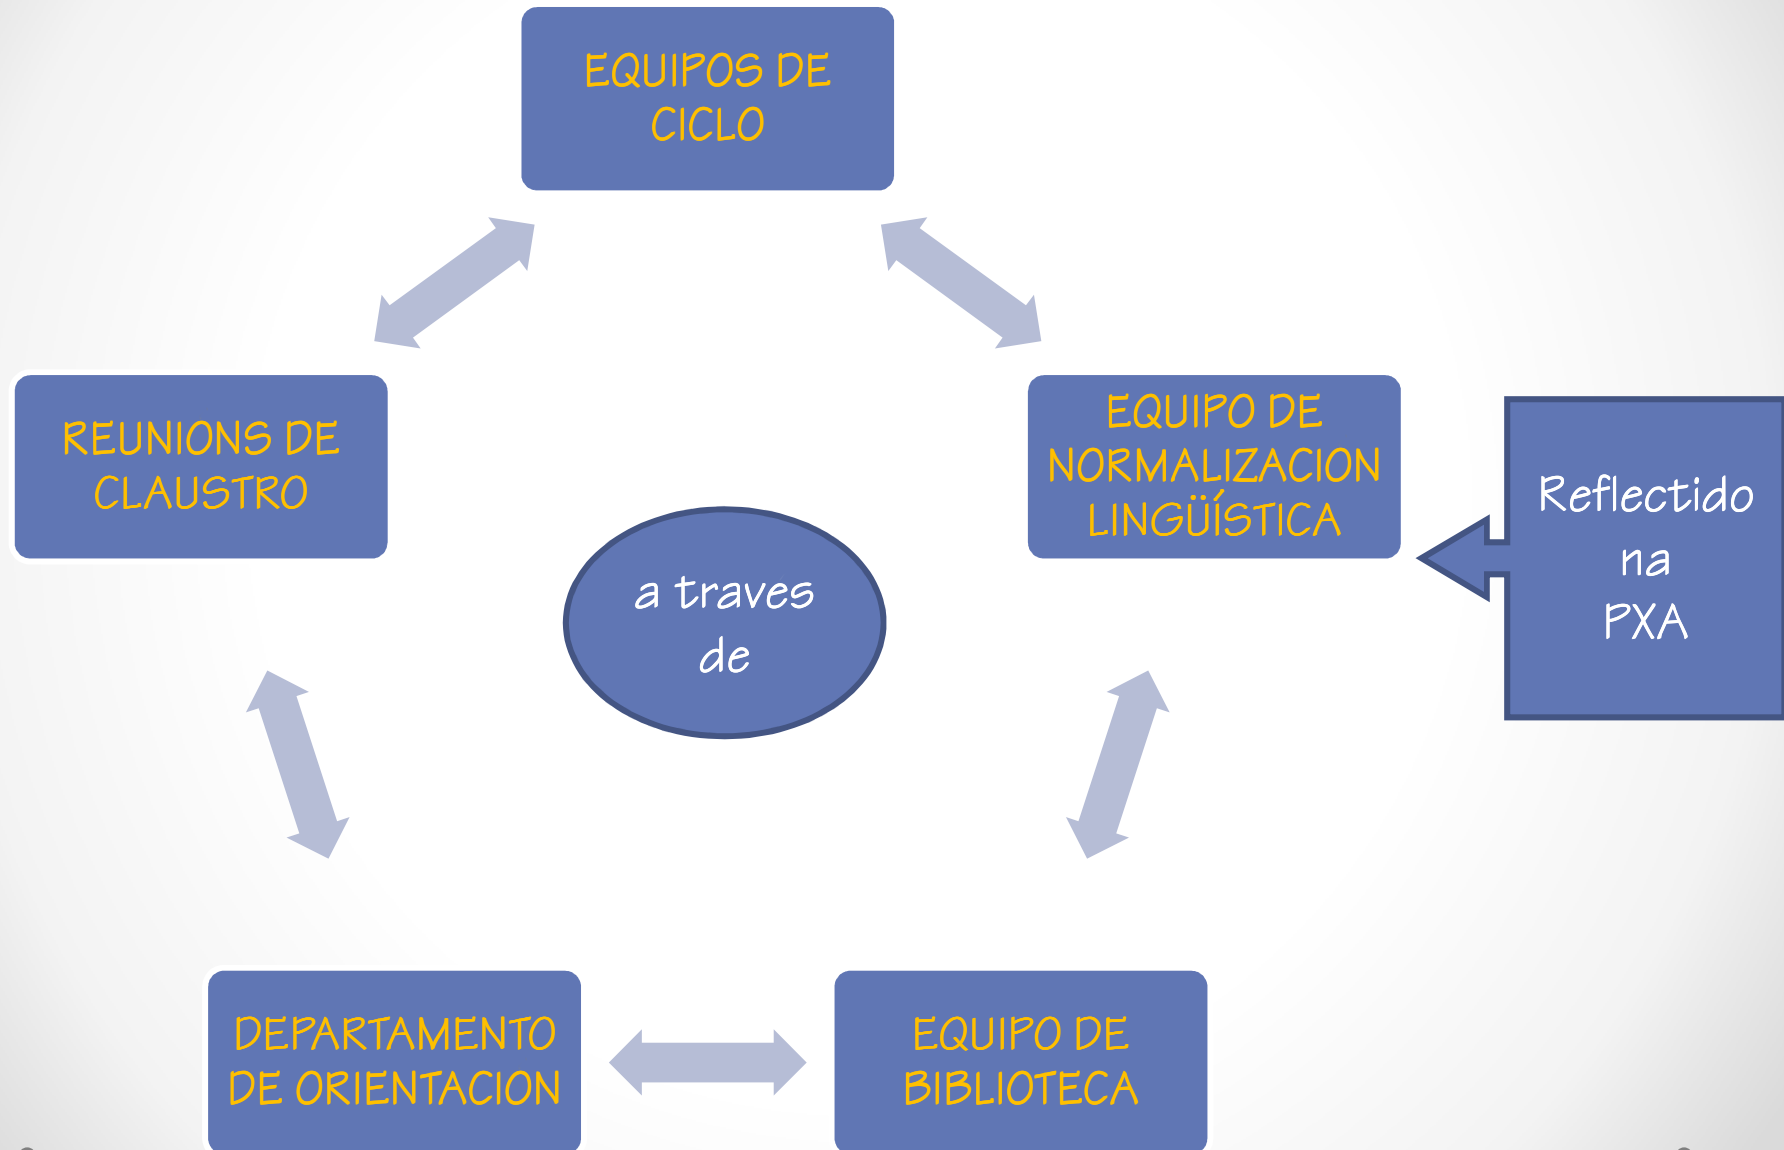 EQUIPOS DE
CICLO
REUNIONS DE
CLAUSTRO
EQUIPO DE
NORMALIZACION
LINGÜÍSTICA
Reflectido
na
PXA
a traves
de
DEPARTAMENTO
DE ORIENTACION
EQUIPO DE
BIBLIOTECA